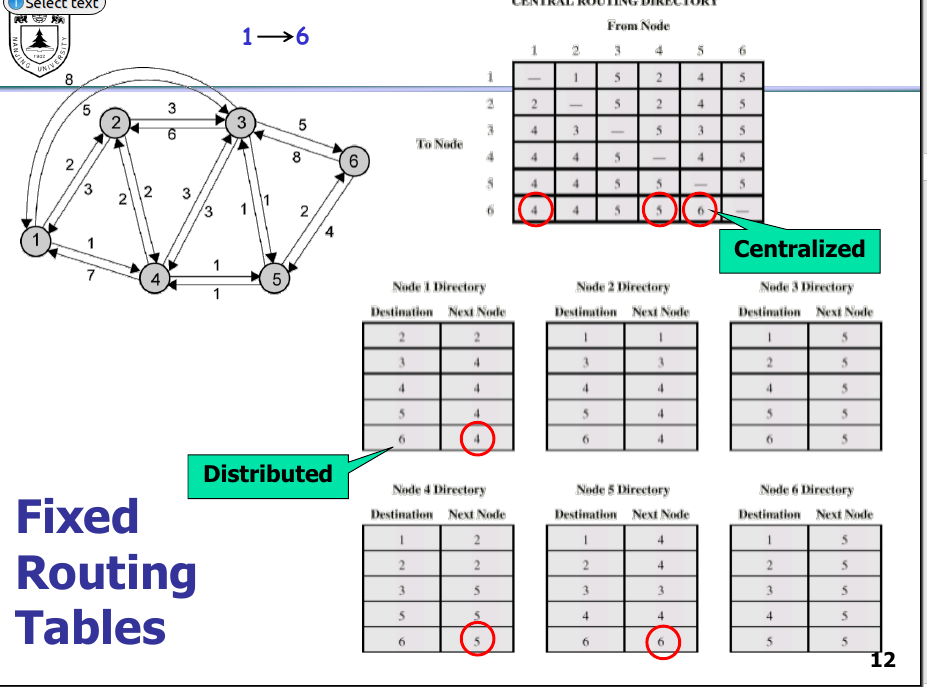 Select text
NANJING UNIVERSITY
1 → 6
CENTRAL ROUTING DIRECTORY
From Node
1 2 3 4 5 6
To Node
1 — 1 5 2 4 5
2 2 — 5 2 4 5
3 4 3 — 5 3 5
4 4 4 5 — 4 5
5 4 4 5 5 — 5
6 4 4 5 5 6 —
Centralized
8
5
3
6
5
8
2
3
2
2
3
3
1
1
2
4
1
7
1
1
1
2
3
4
5
6
Node 1 Directory
Destination Next Node
2 2
3 4
4 4
5 4
6 4
Node 2 Directory
Destination Next Node
1 1
3 3
4 4
5 4
6 4
Node 3 Directory
Destination Next Node
1 5
2 5
4 5
5 5
6 5
Distributed
Node 4 Directory
Destination Next Node
1 2
2 2
3 5
5 5
6 5
Node 5 Directory
Destination Next Node
1 4
2 4
3 3
4 4
6 6
Node 6 Directory
Destination Next Node
1 5
2 5
3 5
4 5
5 5
Fixed
Routing
Tables
12